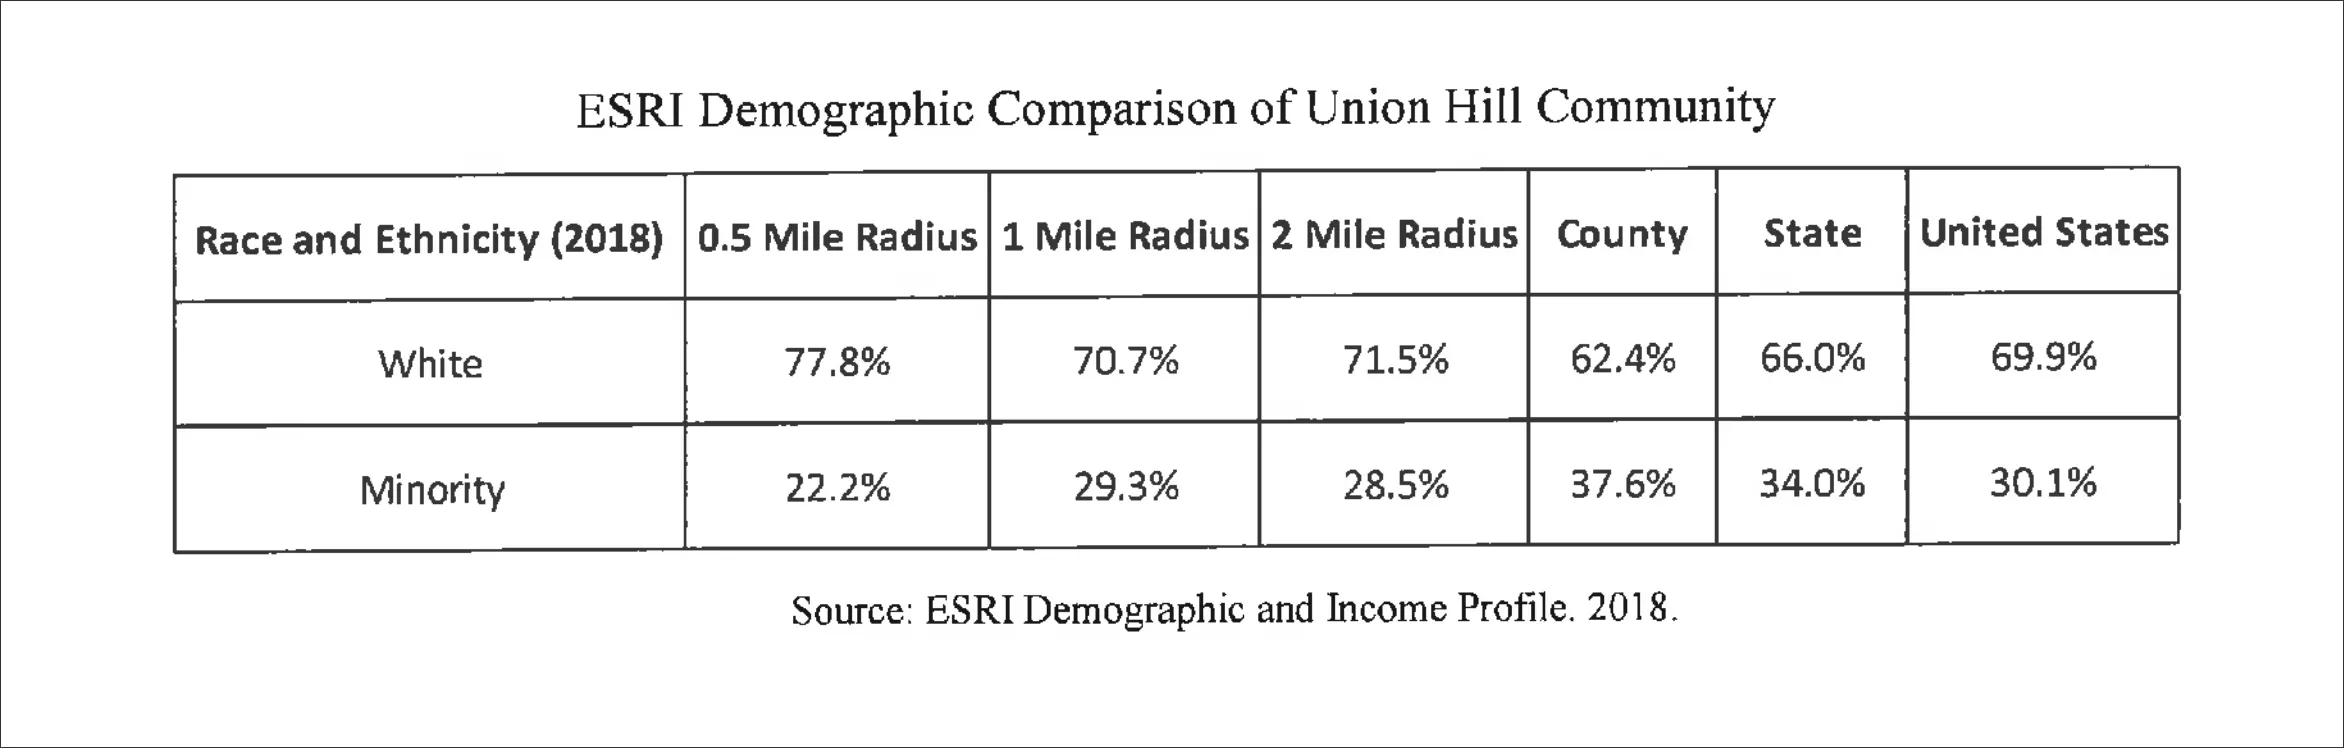 ESRI Demographic Comparison of Union Hill Community
Race and Ethnicity (2018) 0.5 Mile Radius 1 Mile Radius 2 Mile Radius County State United States
White 77.8% 70.7% 71.5% 62.4% 66.0% 69.9%
Minority 22.2% 29.3% 28.5% 37.6% 34.0% 30.1%
Source: ESRI Demographic and Income Profile. 2018.